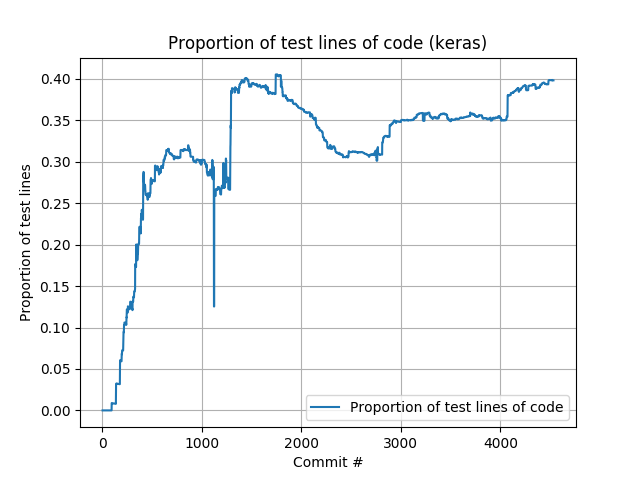 Proportion of test lines of code (keras)
0.40
0.35
0.30
0.25
0.20
0.15
0.10
0.05
0.00
Proportion of test lines
Proportion of test lines of code
0 1000 2000 3000 4000
Commit #